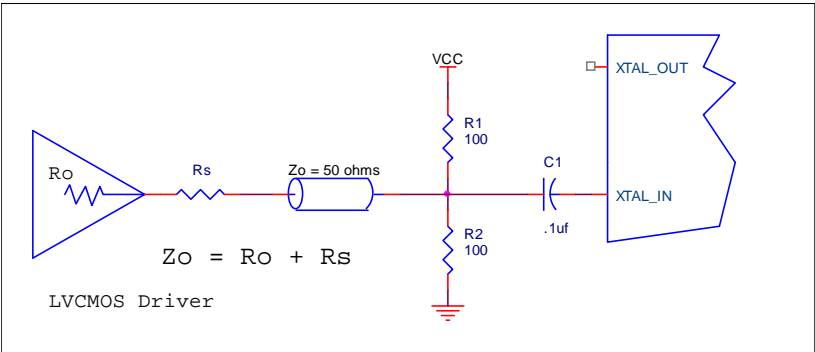 VCC
XTAL_OUT
R1
100
Ro
Rs
Zo = 50 ohms
C1
XTAL_IN
.1uf
R2
100
Zo = Ro + Rs
LVCMOS Driver